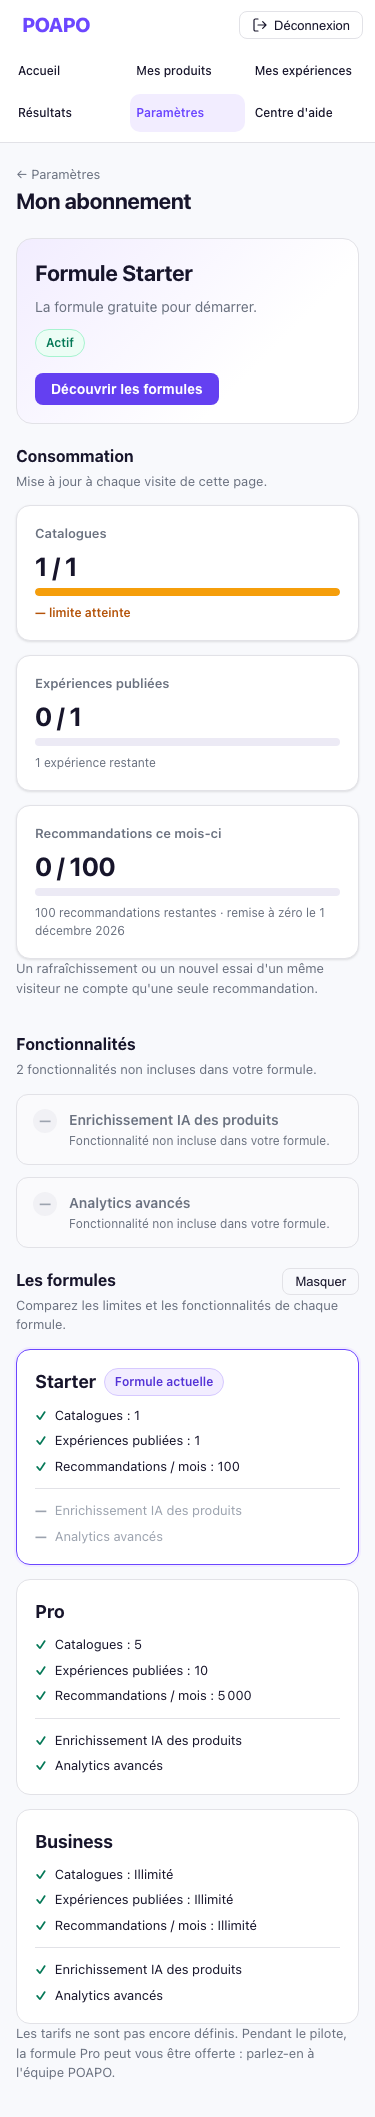 POAPO
Déconnexion
Accueil
Mes produits
Mes expériences
Résultats
Paramètres
Centre d'aide
← Paramètres
Mon abonnement
Formule Starter
La formule gratuite pour démarrer.
Actif
Découvrir les formules
Consommation
Mise à jour à chaque visite de cette page.
Catalogues
1 / 1
— limite atteinte
Expériences publiées
0 / 1
1 expérience restante
Recommandations ce mois-ci
0 / 100
100 recommandations restantes · remise à zéro le 1
décembre 2026
Un rafraîchissement ou un nouvel essai d'un même
visiteur ne compte qu'une seule recommandation.
Fonctionnalités
2 fonctionnalités non incluses dans votre formule.
— Enrichissement IA des produits
Fonctionnalité non incluse dans votre formule.
— Analytics avancés
Fonctionnalité non incluse dans votre formule.
Les formules
Masquer
Comparez les limites et les fonctionnalités de chaque
formule.
Starter Formule actuelle
✓ Catalogues : 1
✓ Expériences publiées : 1
✓ Recommandations / mois : 100
— Enrichissement IA des produits
— Analytics avancés
Pro
✓ Catalogues : 5
✓ Expériences publiées : 10
✓ Recommandations / mois : 5 000
✓ Enrichissement IA des produits
✓ Analytics avancés
Business
✓ Catalogues : Illimité
✓ Expériences publiées : Illimité
✓ Recommandations / mois : Illimité
✓ Enrichissement IA des produits
✓ Analytics avancés
Les tarifs ne sont pas encore définis. Pendant le pilote,
la formule Pro peut vous être offerte : parlez-en à
l'équipe POAPO.